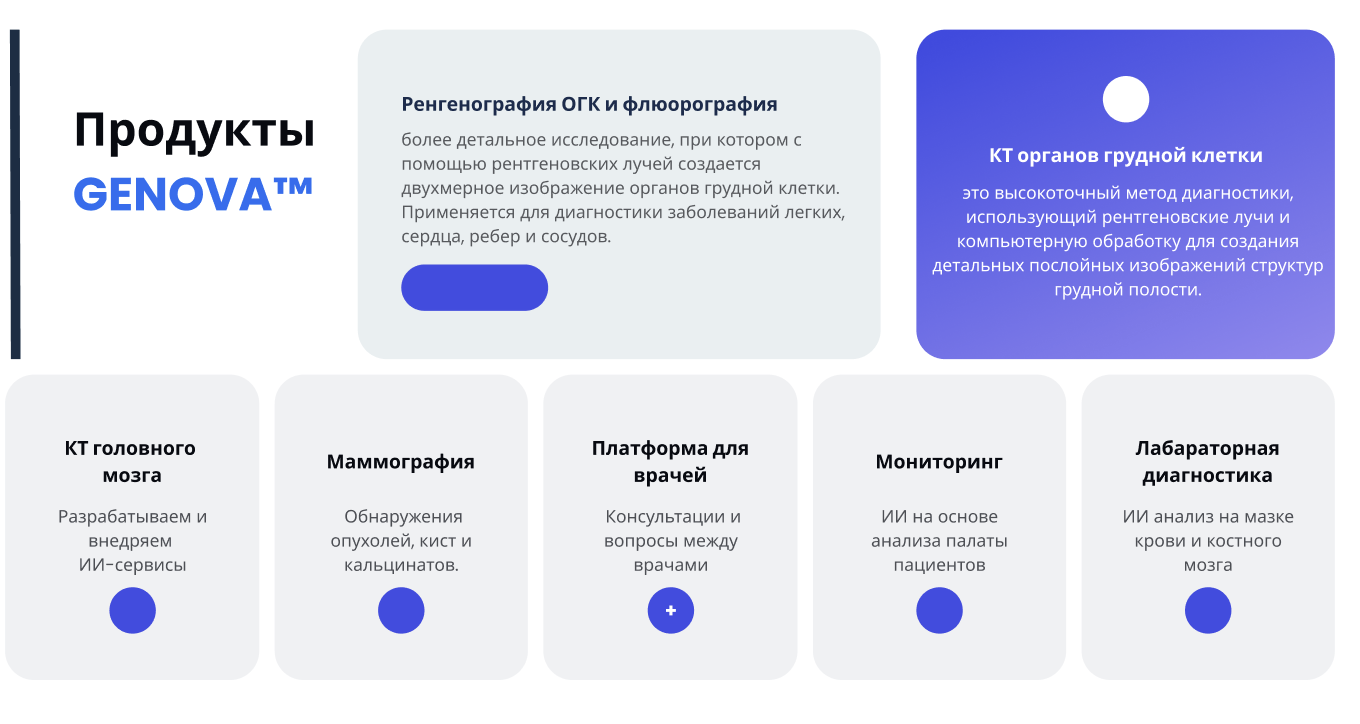 Продукты
GENOVA™
Ренгенография ОГК и флюорография
более детальное исследование, при котором с
помощью рентгеновских лучей создается
двухмерное изображение органов грудной клетки.
Применяется для диагностики заболеваний легких,
сердца, ребер и сосудов.
КТ органов грудной клетки
это высокоточный метод диагностики,
использующий рентгеновские лучи и
компьютерную обработку для создания
детальных послойных изображений структур
грудной полости.
КТ головного
мозга
Разрабатываем и
внедряем
ИИ-сервисы
Маммография
Обнаружения
опухолей, кист и
кальцинатов.
Платформа для
врачей
Консультации и
вопросы между
врачами
+
Мониторинг
ИИ на основе
анализа палаты
пациентов
Лабараторная
диагностика
ИИ анализ на мазке
крови и костного
мозга